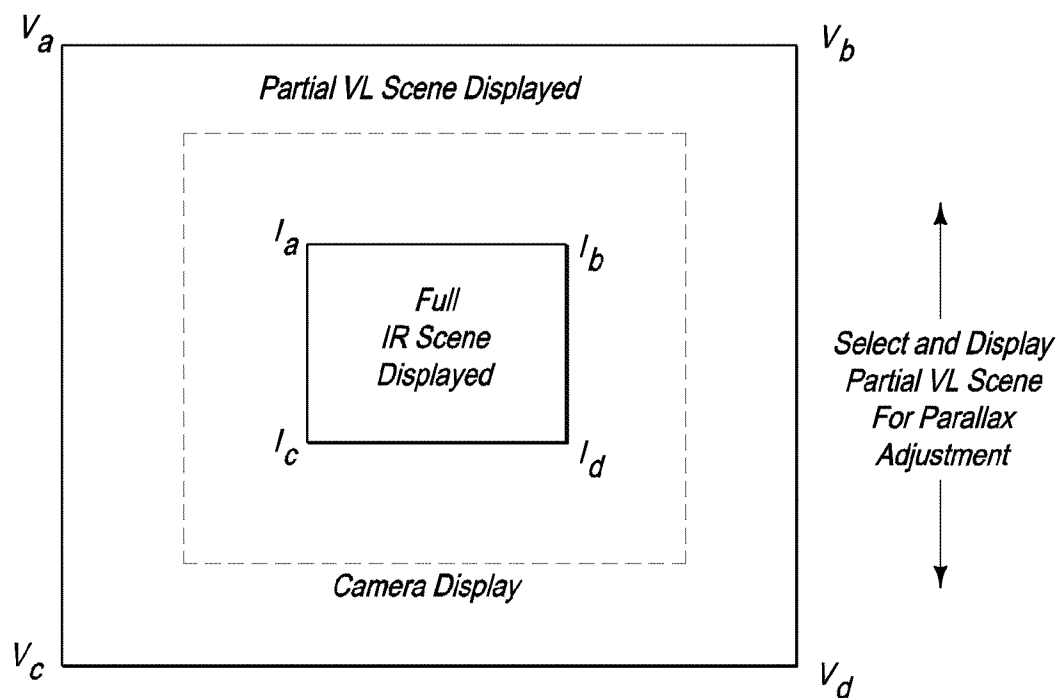 Va
Vb
Partial VL Scene Displayed
Ia
Ib
Full
IR Scene
Displayed
Ic
Id
Select and Display
Partial VL Scene
For Parallax
Adjustment
Camera Display
Vc
Vd